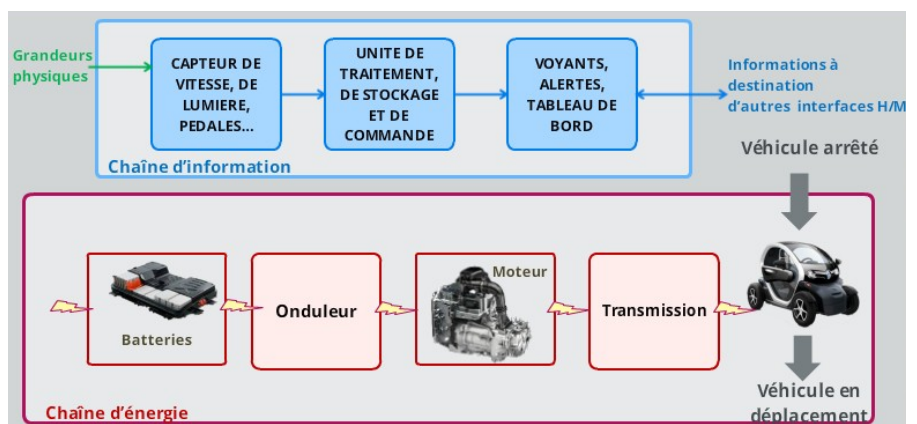 Grandeurs
physiques
CAPTEUR DE
VITESSE, DE
LUMIERE,
PEDALES...
UNITE DE
TRAITEMENT,
DE STOCKAGE
ET DE
COMMANDE
VOYANTS,
ALERTES,
TABLEAU DE
BORD
Informations à
destination
d'autres interfaces H/M
Chaîne d'information
Véhicule arrêté
Batteries
Onduleur
Moteur
Transmission
Véhicule en
déplacement
Chaîne d'énergie